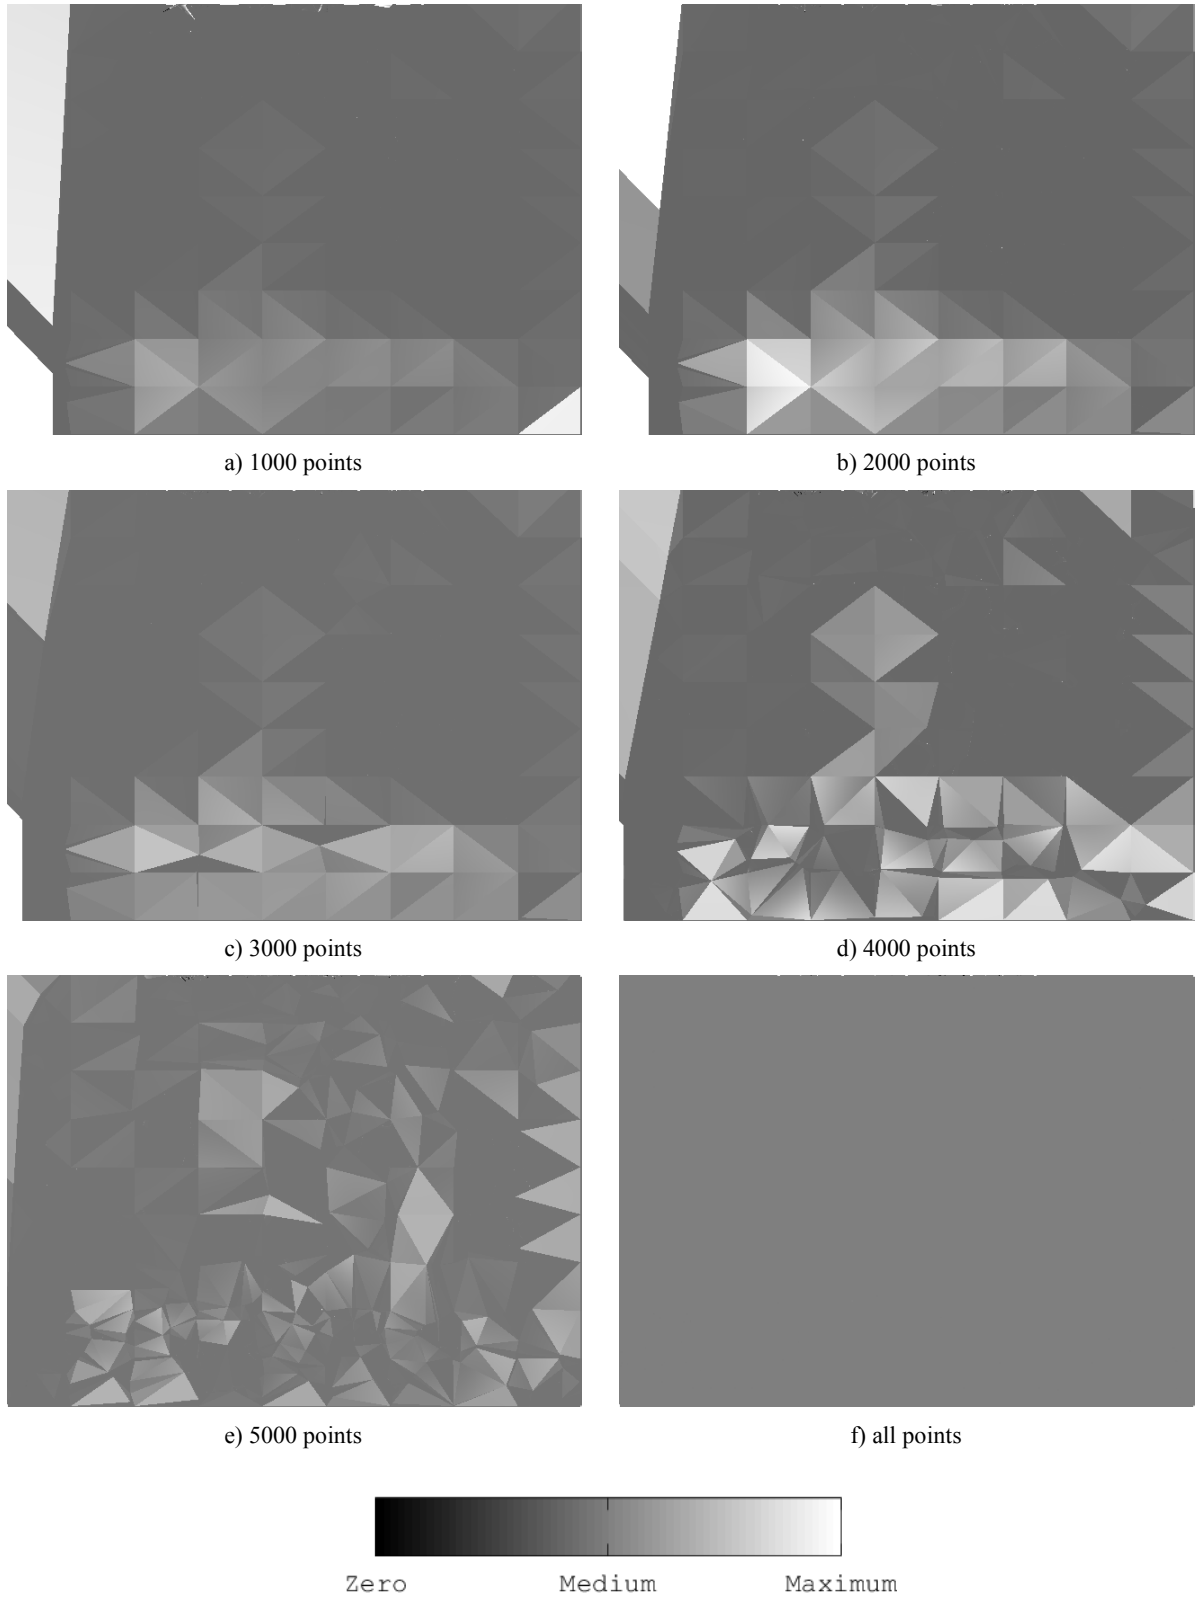 a) 1000 points
b) 2000 points
c) 3000 points
d) 4000 points
e) 5000 points
f) all points
Zero Medium Maximum